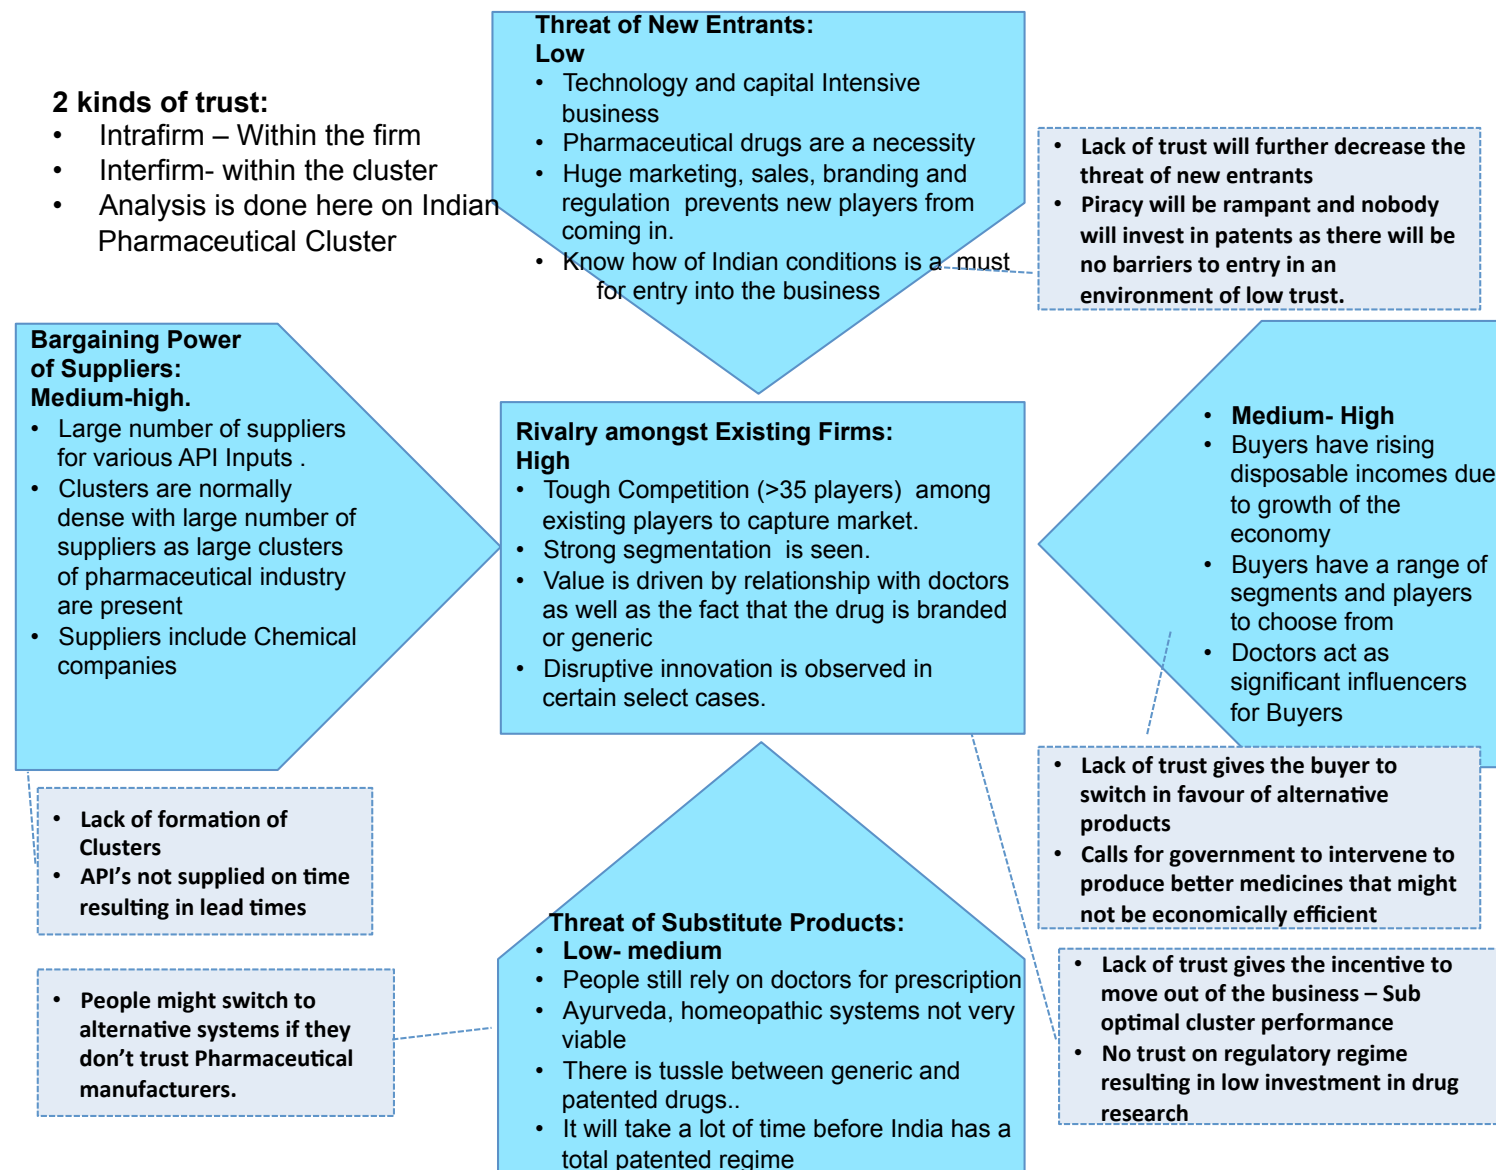 Threat of New Entrants:
Low
• Technology and capital Intensive
business
• Pharmaceutical drugs are a necessity
• Huge marketing, sales, branding and
regulation prevents new players from
coming in.
• Know how of Indian conditions is a must
for entry into the business
2 kinds of trust:
• Intrafirm – Within the firm
• Interfirm- within the cluster
• Analysis is done here on Indian
Pharmaceutical Cluster
• Lack of trust will further decrease the
threat of new entrants
• Piracy will be rampant and nobody
will invest in patents as there will be
no barriers to entry in an
environment of low trust.
Bargaining Power
of Suppliers:
Medium-high.
• Large number of suppliers
for various API Inputs .
• Clusters are normally
dense with large number of
suppliers as large clusters
of pharmaceutical industry
are present
• Suppliers include Chemical
companies
Rivalry amongst Existing Firms:
High
• Tough Competition (>35 players) among
existing players to capture market.
• Strong segmentation is seen.
• Value is driven by relationship with doctors
as well as the fact that the drug is branded
or generic
• Disruptive innovation is observed in
certain select cases.
• Medium- High
• Buyers have rising
disposable incomes due
to growth of the
economy
• Buyers have a range of
segments and players
to choose from
• Doctors act as
significant influencers
for Buyers
• Lack of formation of
Clusters
• API's not supplied on time
resulting in lead times
• Lack of trust gives the buyer to
switch in favour of alternative
products
• Calls for government to intervene to
produce better medicines that might
not be economically efficient
Threat of Substitute Products:
• Low- medium
• People still rely on doctors for prescription
• Ayurveda, homeopathic systems not very
viable
• There is tussle between generic and
patented drugs..
• It will take a lot of time before India has a
total patented regime
• People might switch to
alternative systems if they
don't trust Pharmaceutical
manufacturers.
• Lack of trust gives the incentive to
move out of the business – Sub
optimal cluster performance
• No trust on regulatory regime
resulting in low investment in drug
research